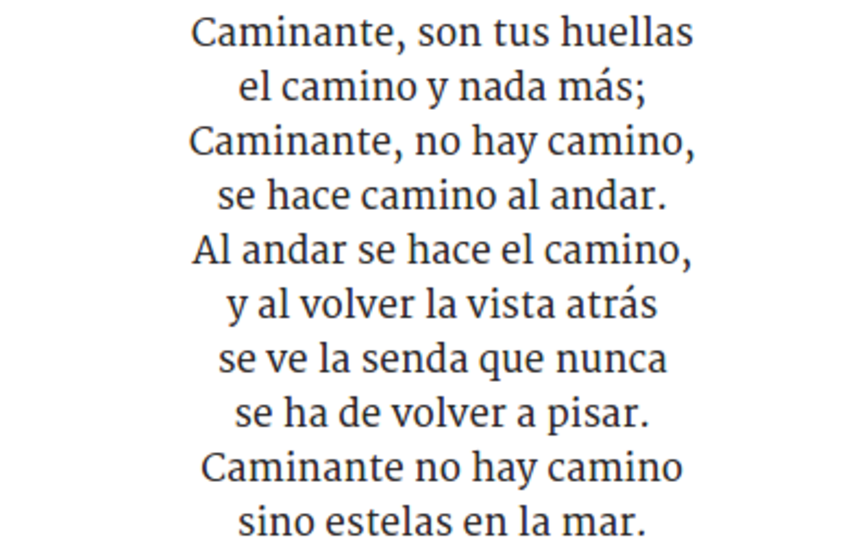 Caminante, son tus huellas
el camino y nada más;
Caminante, no hay camino,
se hace camino al andar.
Al andar se hace el camino,
y al volver la vista atrás
se ve la senda que nunca
se ha de volver a pisar.
Caminante no hay camino
sino estelas en la mar.